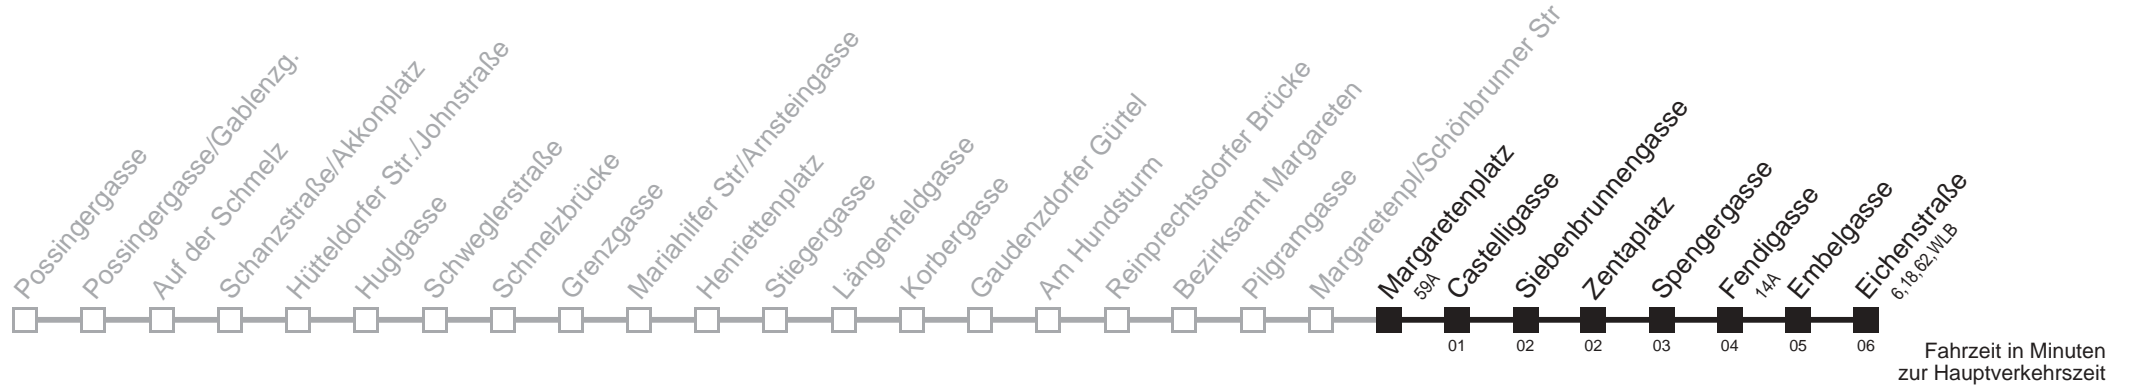 Possingergasse
Possingergasse/Gablenzg.
Auf der Schmelz
Schanzstraße/Akkonplatz
Hütteldorfer Str./Johnstraße
Huglgasse
Schweglerstraße
Schmelzbrücke
Grenzgasse
Mariahilfer Str/Arnsteingasse
Henriettenplatz
Stiegergasse
Längenfeldgasse
Korbergasse
Gaudenzdorfer Gürtel
Am Hundsturm
Reinprechtsdorfer Brücke
Bezirksamt Margareten
Pilgramgasse
Margaretenpl/Schönbrunner Str
Margaretenplatz
59A
Castelligasse
Siebenbrunnengasse
Zentaplatz
Spengergasse
Fendigasse
14A
Embelgasse
Eichenstraße
6,18,62,WLB
01 02 02 03 04 05 06
Fahrzeit in Minuten
zur Hauptverkehrszeit